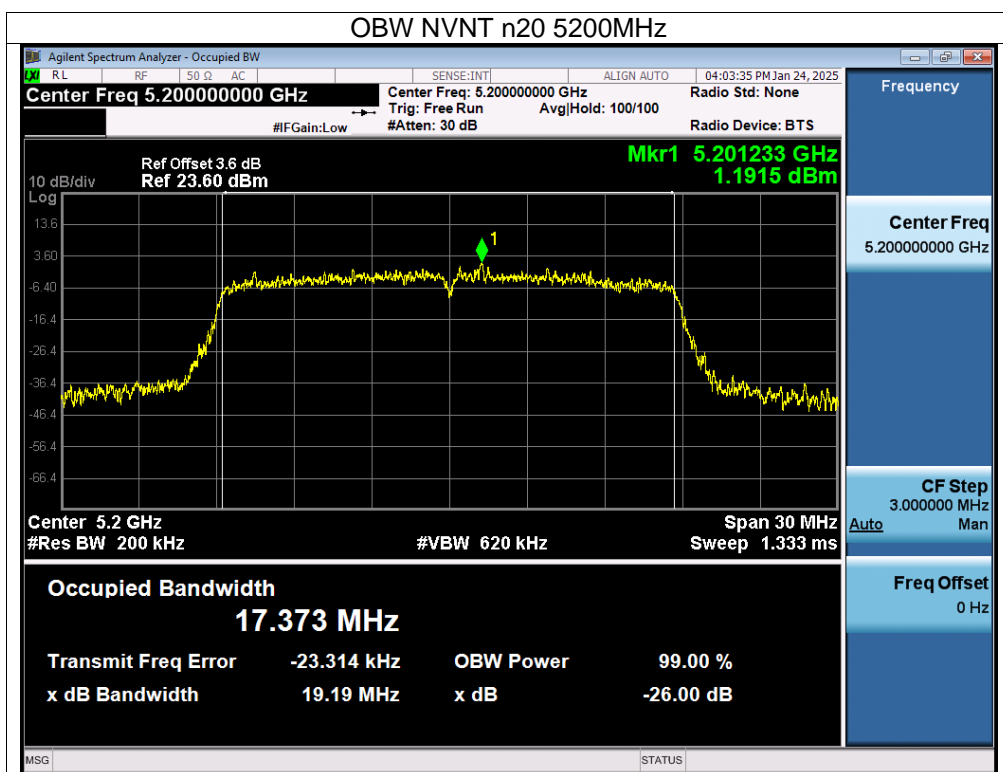 OBW NVNT n20 5200MHz
Agilent Spectrum Analyzer - Occupied BW
LXI RL RF 50 Ω AC SENSE:INT ALIGN AUTO 04:03:35 PM Jan 24, 2025
Center Freq 5.200000000 GHz
Center Freq: 5.200000000 GHz
Radio Std: None
Trig: Free Run Avg|Hold: 100/100
#IFGain:Low #Atten: 30 dB Radio Device: BTS
Frequency
Mkr1 5.201233 GHz
1.1915 dBm
Ref Offset 3.6 dB
10 dB/div Ref 23.60 dBm
Log
13.6
3.60
-6.40
-16.4
-26.4
-36.4
-46.4
-56.4
-66.4
1
Center 5.2 GHz Span 30 MHz
#Res BW 200 kHz #VBW 620 kHz Sweep 1.333 ms
Occupied Bandwidth
17.373 MHz
Transmit Freq Error -23.314 kHz OBW Power 99.00 %
x dB Bandwidth 19.19 MHz x dB -26.00 dB
Center Freq
5.200000000 GHz
CF Step
3.000000 MHz
Auto Man
Freq Offset
0 Hz
MSG STATUS